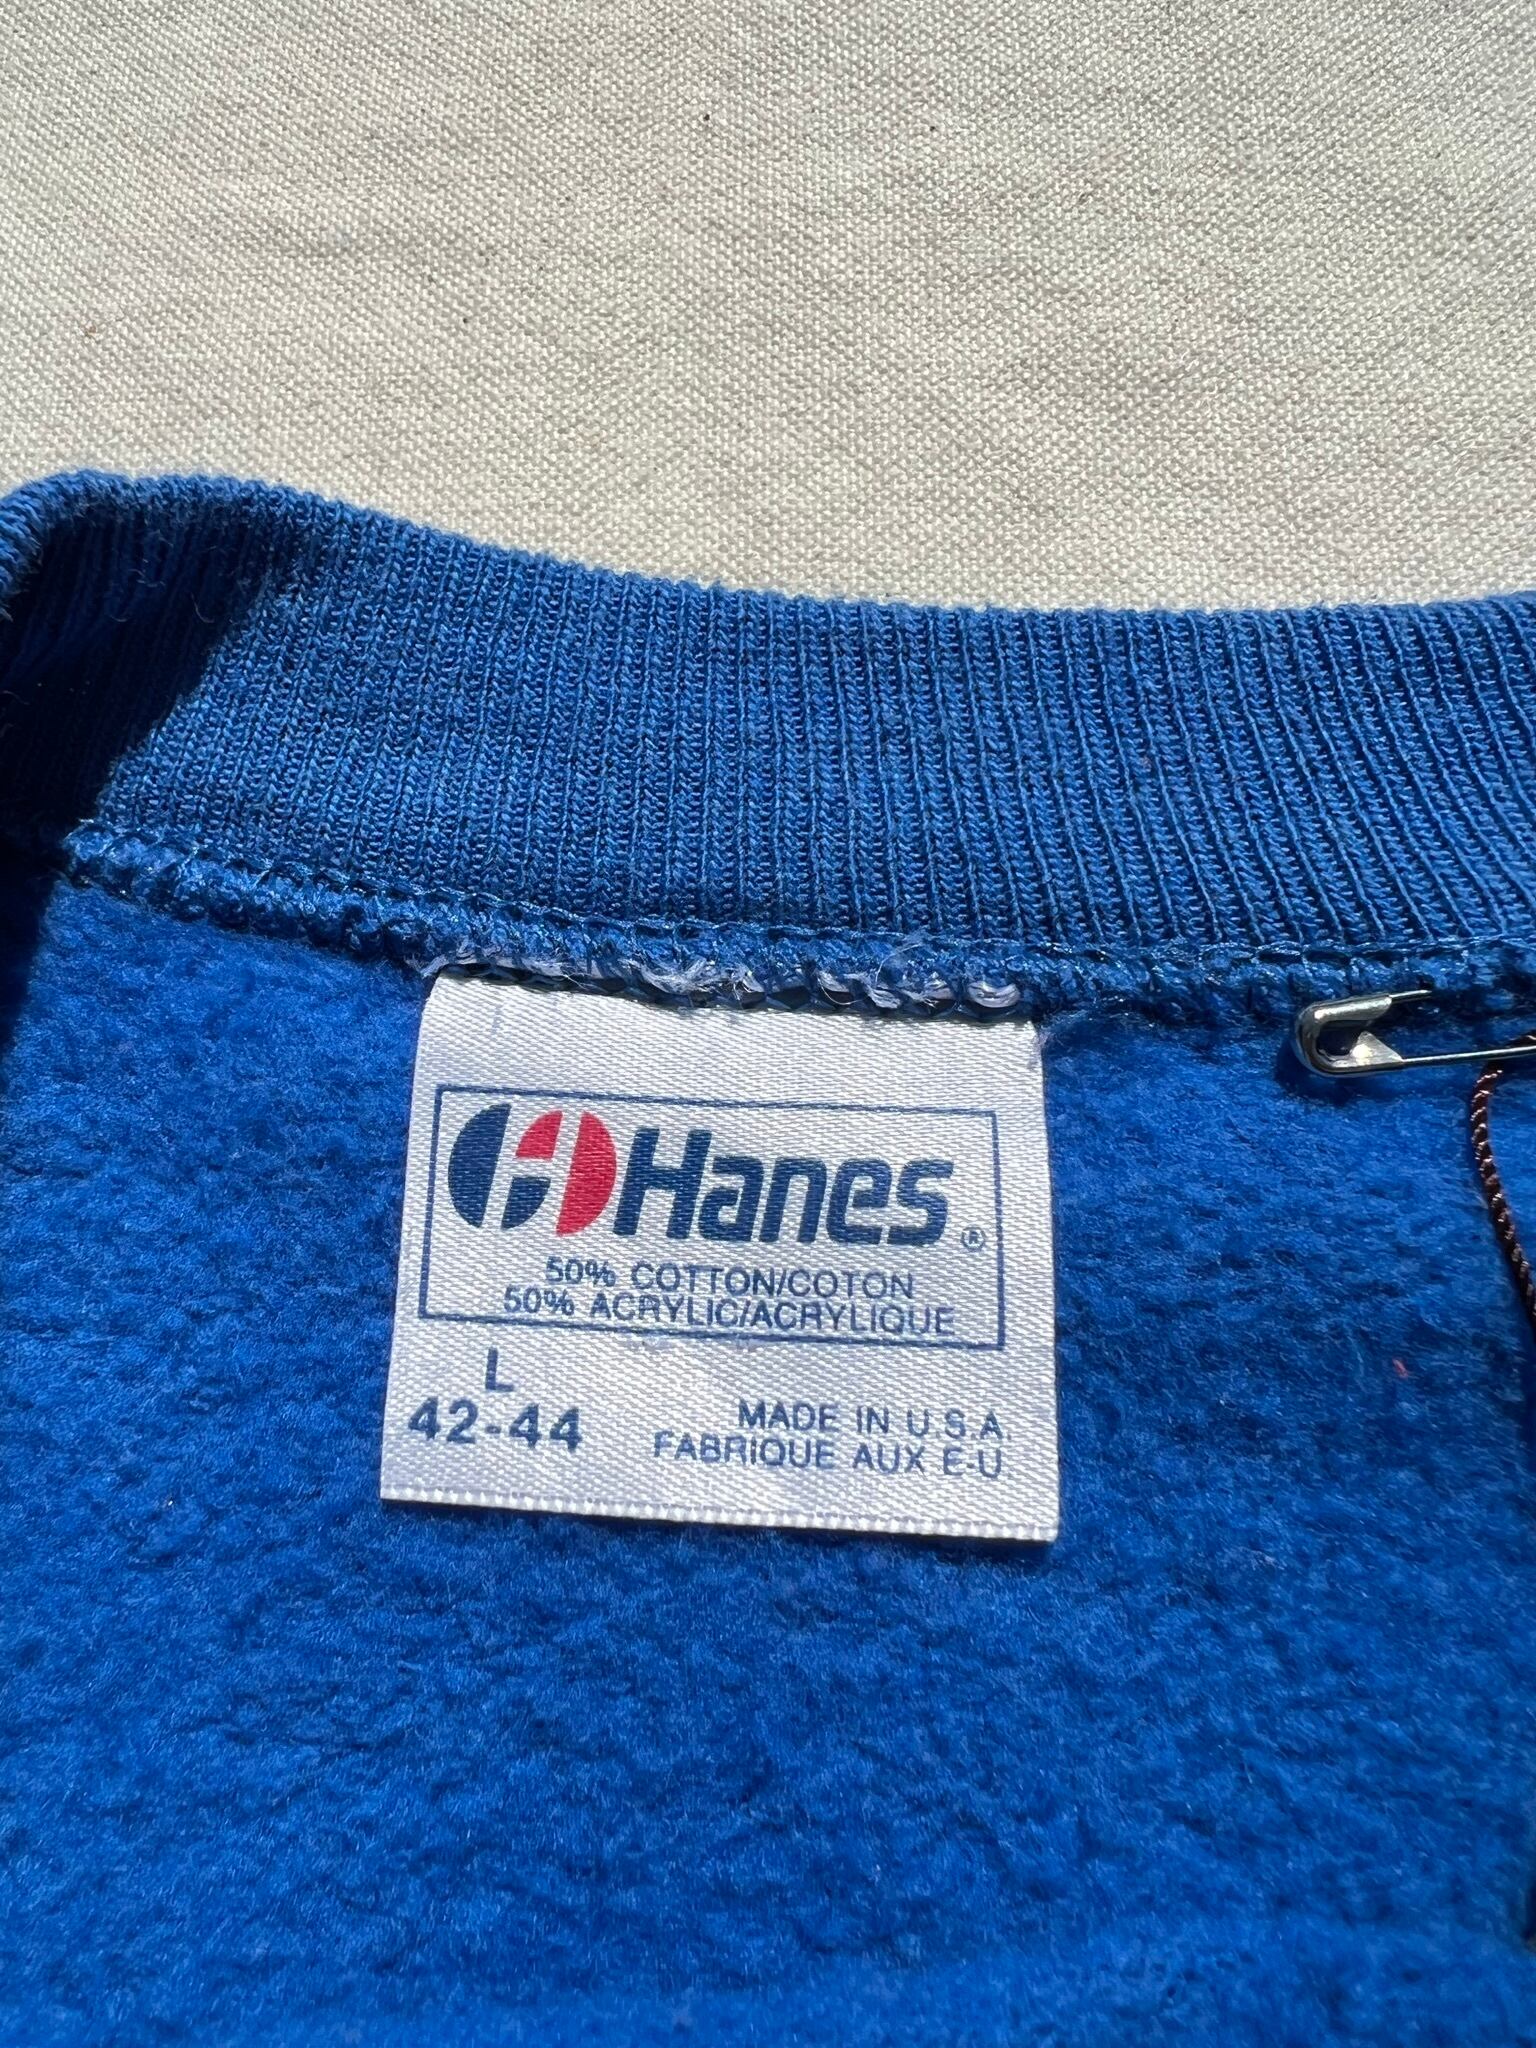 Hanes®
50% COTTON/COTON
50% ACRYLIC/ACRYLIQUE
L
42-44
MADE IN U.S.A.
FABRIQUE AUX E-U